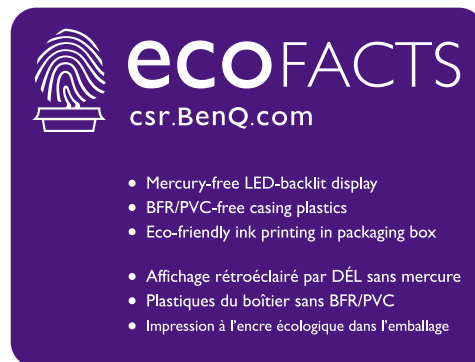 ecoFACTS
csr.BenQ.com
• Mercury-free LED-backlit display
• BFR/PVC-free casing plastics
• Eco-friendly ink printing in packaging box
• Affichage rétroéclairé par DÉL sans mercure
• Plastiques du boîtier sans BFR/PVC
• Impression à l'encre écologique dans l'emballage